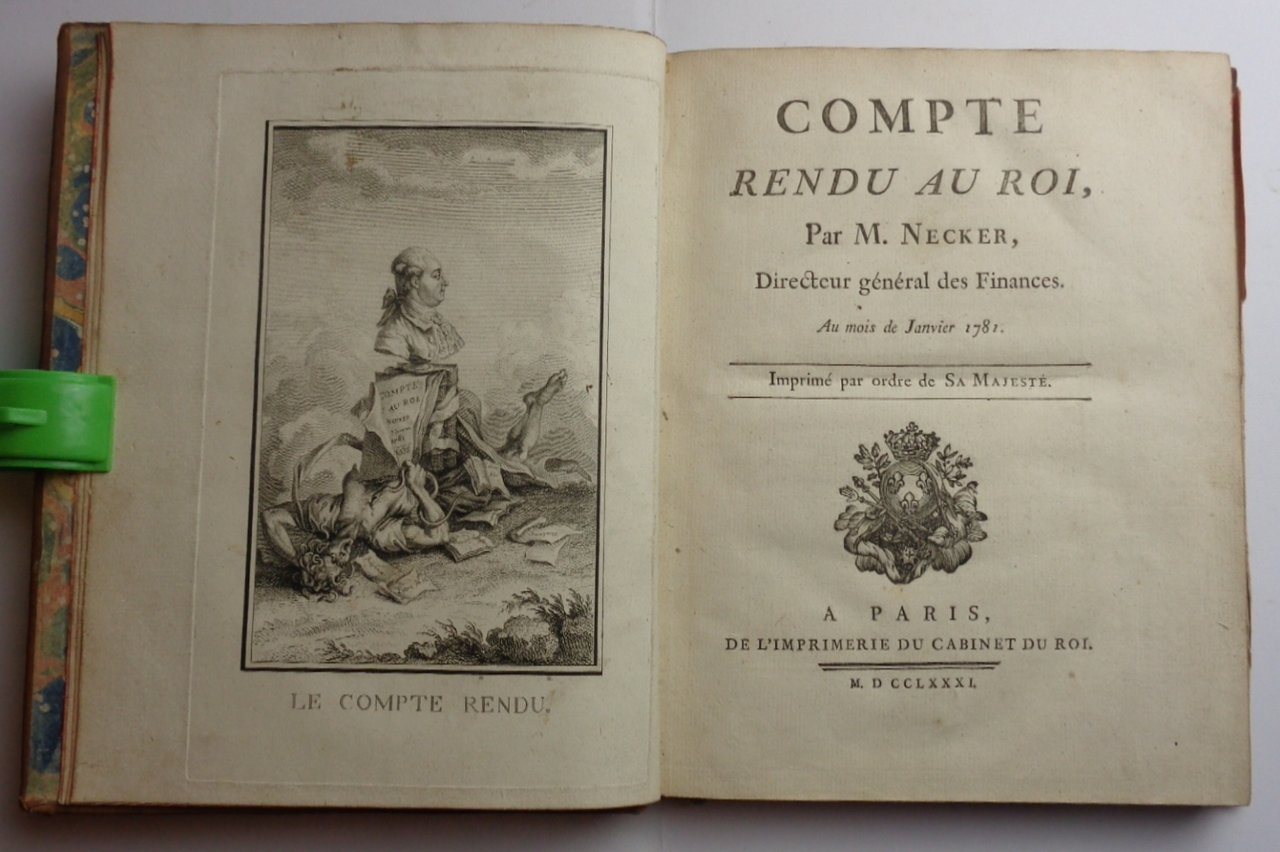 COMPTE
AU ROI
LE COMPTE RENDU.
COMPTE
RENDU AU ROI,
Par M. NECKER,
Directeur général des Finances.
Au mois de Janvier 1781.
Imprimé par ordre de SA MAJESTÉ.
A PARIS,
DE L'IMPRIMERIE DU CABINET DU ROI.
M. D CCLXXXI.